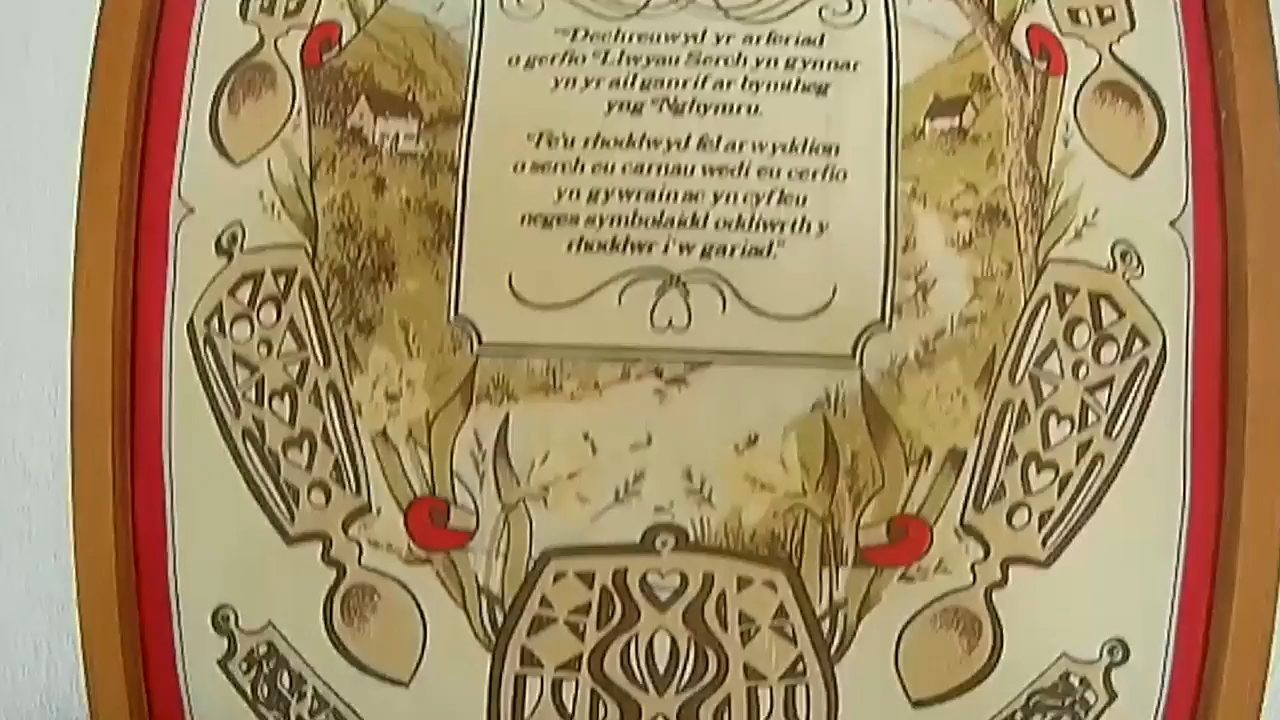 "Dechreuwyd yr arferiad
o gerfio Llwyau Serch yn gynnar
yn yr ail ganrif ar bymtheg
yng Nghymru.
Fe'u rhoddwyd fel arwyddion
o serch eu carnau wedi eu cerfio
yn gywrain ac yn cyfleu
neges symbolaidd oddiwrth y
rhoddwr i'w gariad."